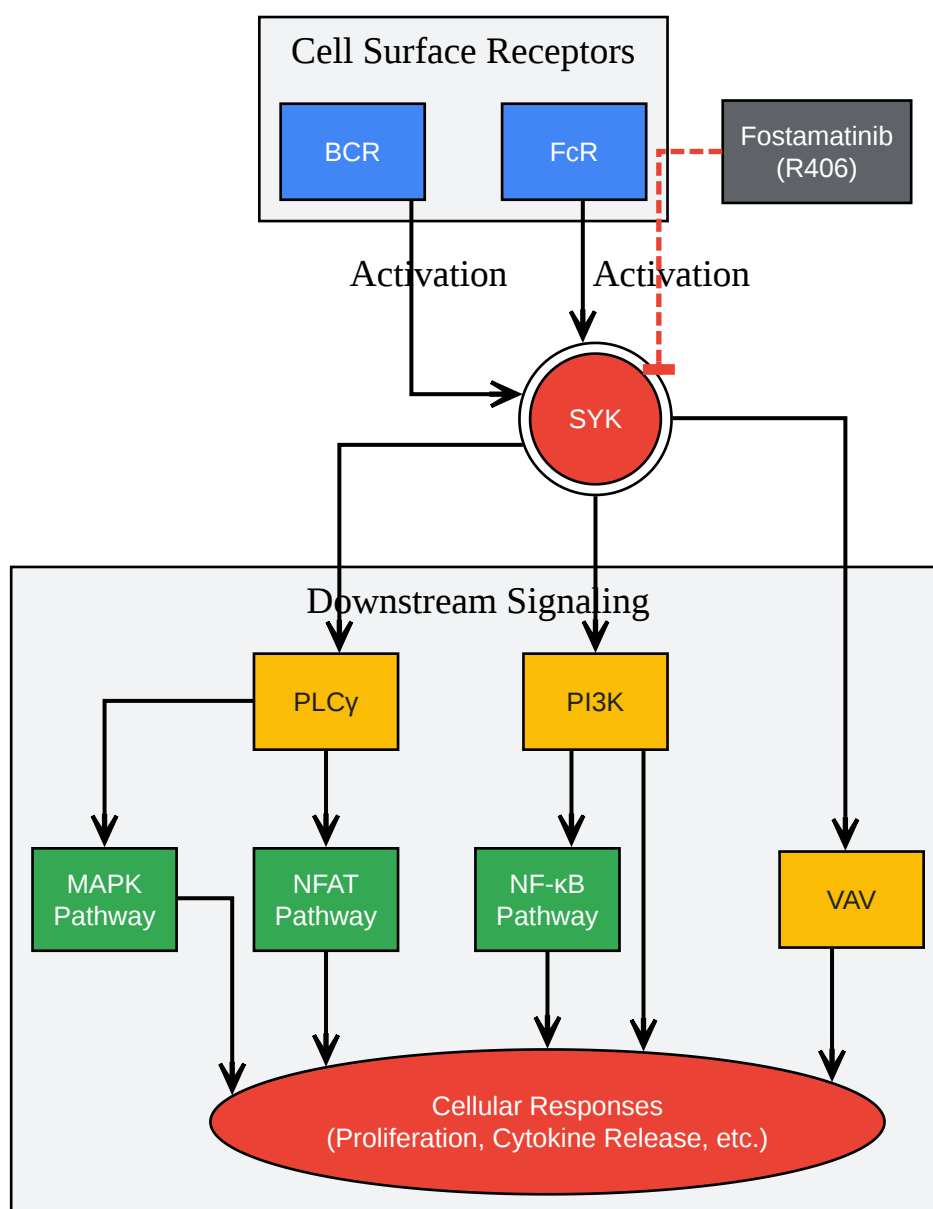 Cell Surface Receptors
BCR
FcR
Fostamatinib
(R406)
Activation
Activation
SYK
Downstream Signaling
PLCγ
PI3K
MAPK
Pathway
NFAT
Pathway
NF-κB
Pathway
VAV
Cellular Responses
(Proliferation, Cytokine Release, etc.)